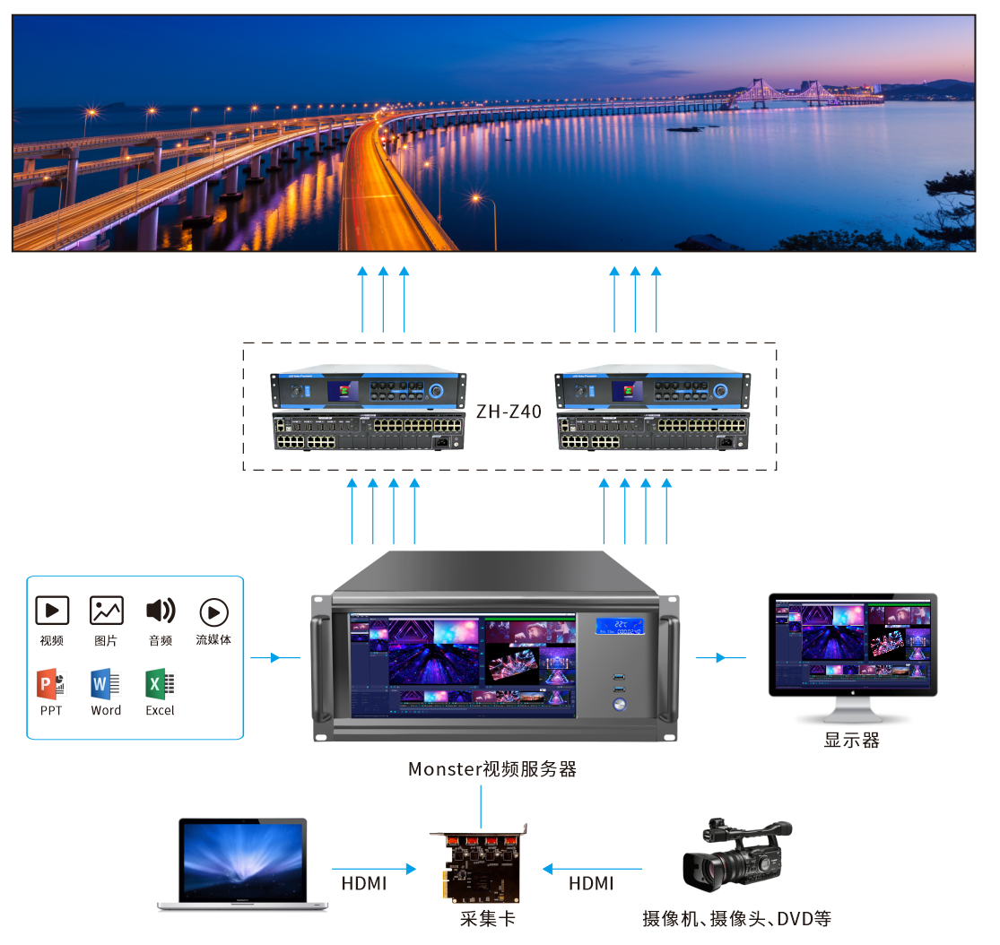 ZH-Z40
视频
图片
音频
流媒体
P
W
X
PPT
Word
Excel
22℃
显示器
Monster视频服务器
HDMI
HDMI
采集卡
摄像机、摄像头、DVD等